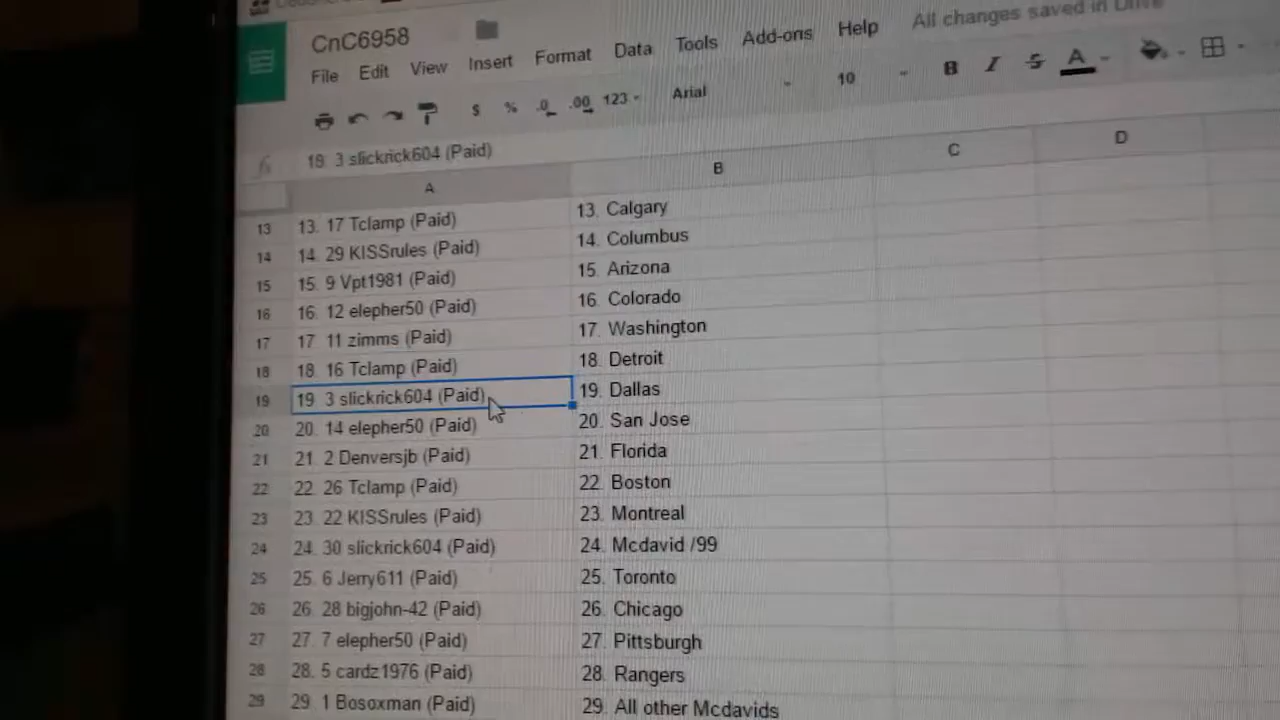 CnC6958
All changes saved in Drive
File Edit View Insert Format Data Tools Add-ons Help
$ % .0 .00 123 Arial 10 B I S A
fx 19. 3 slickrick604 (Paid)
A B C D
13 13. 17 Tclamp (Paid) 13. Calgary
14 14. 29 KISSrules (Paid) 14. Columbus
15 15. 9 Vpt1981 (Paid) 15. Arizona
16 16. 12 elepher50 (Paid) 16. Colorado
17 17. 11 zimms (Paid) 17. Washington
18 18. 16 Tclamp (Paid) 18. Detroit
19 19. 3 slickrick604 (Paid) 19. Dallas
20 20. 14 elepher50 (Paid) 20. San Jose
21 21. 2 Denversjb (Paid) 21. Florida
22 22. 26 Tclamp (Paid) 22. Boston
23 23. 22 KISSrules (Paid) 23. Montreal
24 24. 30 slickrick604 (Paid) 24. Mcdavid /99
25 25. 6 Jerry611 (Paid) 25. Toronto
26 26. 28 bigjohn-42 (Paid) 26. Chicago
27 27. 7 elepher50 (Paid) 27. Pittsburgh
28 28. 5 cardz1976 (Paid) 28. Rangers
29 29. 1 Bosoxman (Paid) 29. All other Mcdavids